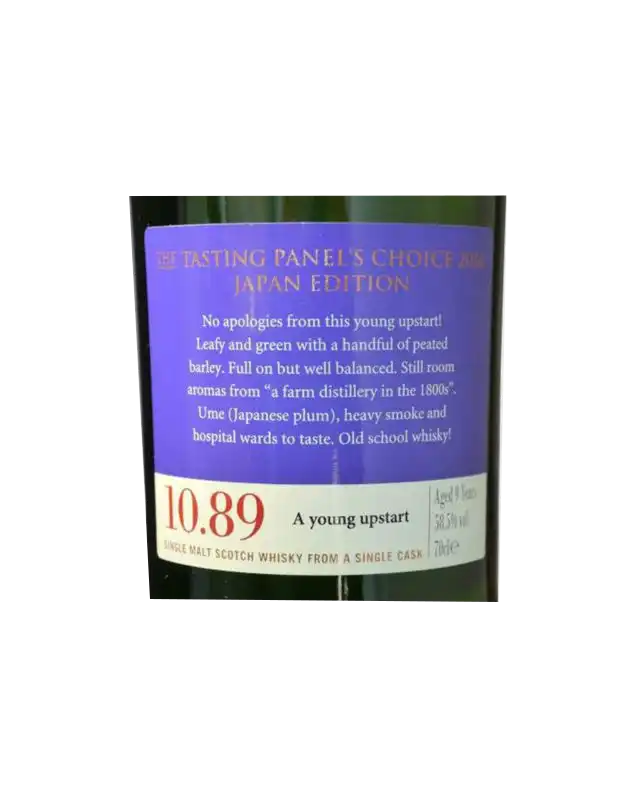 THE TASTING PANEL'S CHOICE
JAPAN EDITION
No apologies from this young upstart!
Leafy and green with a handful of peated
barley. Full on but well balanced. Still room
aromas from “a farm distillery in the 1800s”.
Ume (Japanese plum), heavy smoke and
hospital wards to taste. Old school whisky!
10.89
A young upstart
SINGLE MALT SCOTCH WHISKY FROM A SINGLE CASK
Aged 9 Years
58.5% vol
70cl℮